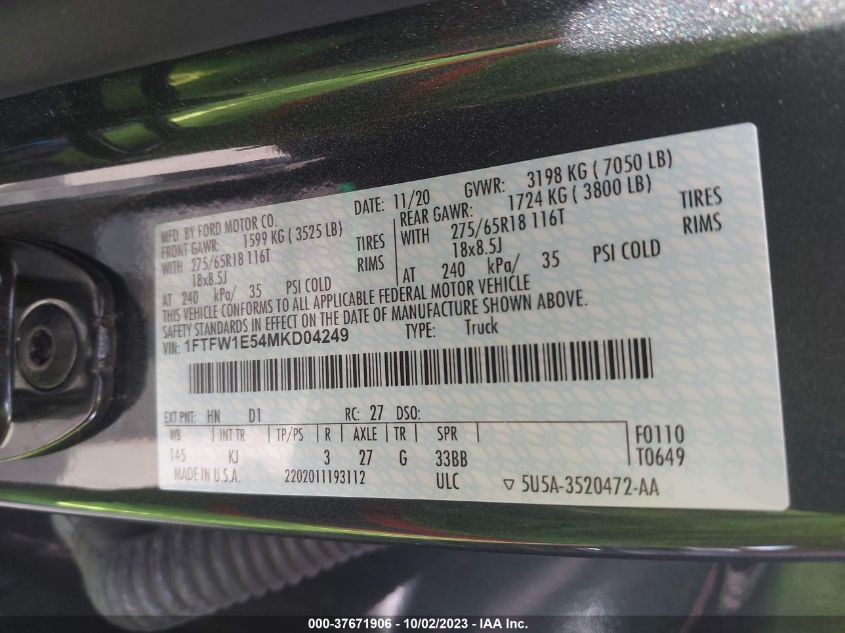 MFD. BY FORD MOTOR CO. DATE: 11/20 GVWR: 3198 KG ( 7050 LB)
FRONT GAWR: 1599 KG ( 3525 LB) REAR GAWR: 1724 KG ( 3800 LB)
WITH 275/65R18 116T TIRES WITH 275/65R18 116T TIRES
18x8.5J RIMS 18x8.5J RIMS
AT 240 kPa/ 35 PSI COLD AT 240 kPa/ 35 PSI COLD
THIS VEHICLE CONFORMS TO ALL APPLICABLE FEDERAL MOTOR VEHICLE
SAFETY STANDARDS IN EFFECT ON THE DATE OF MANUFACTURE SHOWN ABOVE.
VIN: 1FTFW1E54MKD04249 TYPE: Truck
EXT PNT: HN D1 RC: 27 DSO:
WB INT TR TP/PS R AXLE TR SPR F0110
145 KJ 3 27 G 33BB T0649
MADE IN U.S.A. 2202011193112 ULC ▽ 5U5A-3520472-AA
000-37671906 - 10/02/2023 - IAA Inc.